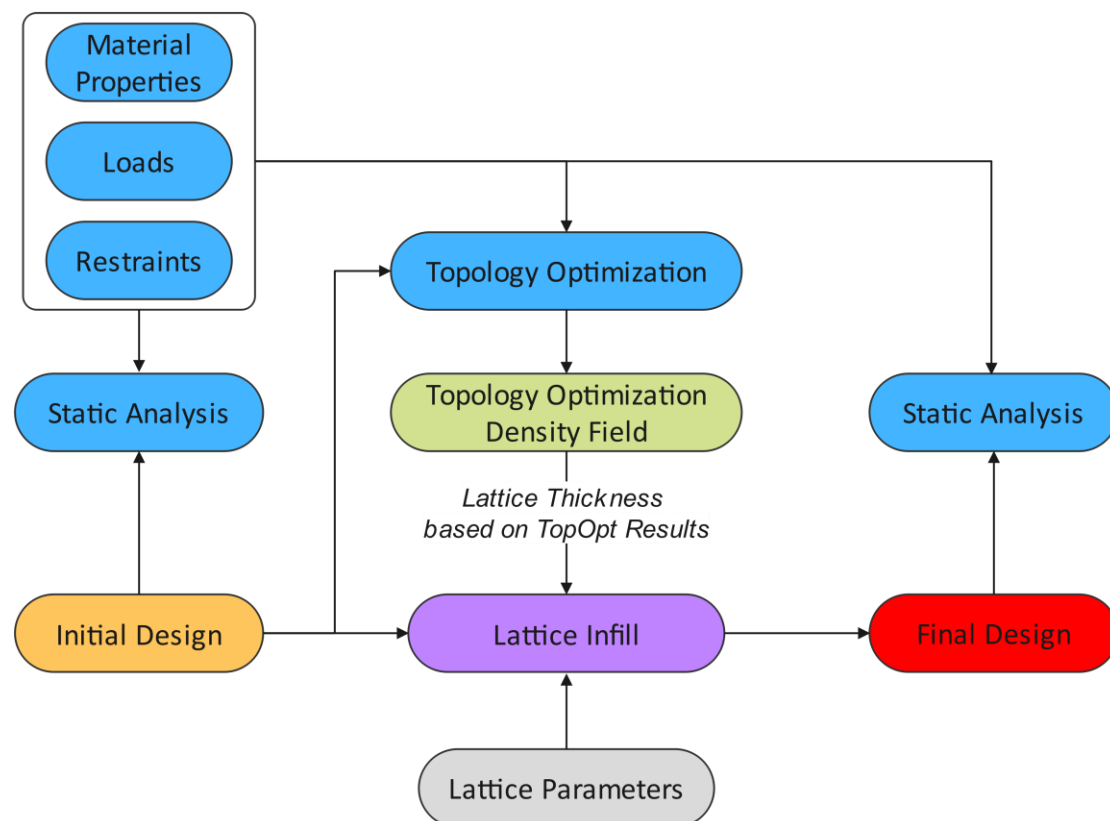 Material
Properties
Loads
Restraints
Topology Optimization
Static Analysis
Topology Optimization
Density Field
Static Analysis
Lattice Thickness
based on TopOpt Results
Initial Design
Lattice Infill
Final Design
Lattice Parameters